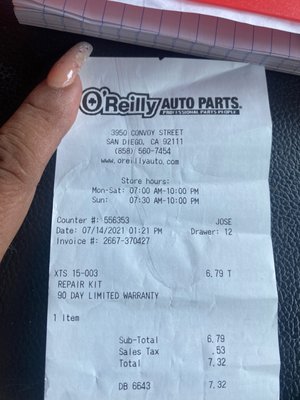 O'Reilly AUTO PARTS
PROFESSIONAL PARTS PEOPLE
3950 CONVOY STREET
SAN DIEGO, CA 92111
(858) 560-7454
www.oreillyauto.com
Store hours:
Mon-Sat: 07:00 AM-10:00 PM
Sun: 07:30 AM-10:00 PM
Counter #: 556353 JOSE
Date: 07/14/2021 01:21 PM Drawer: 12
Invoice #: 2667-370427
XTS 15-003 6.79 T
REPAIR KIT
90 DAY LIMITED WARRANTY
1 Item
Sub-Total 6.79
Sales Tax .53
Total 7.32
DB 6643 7.32